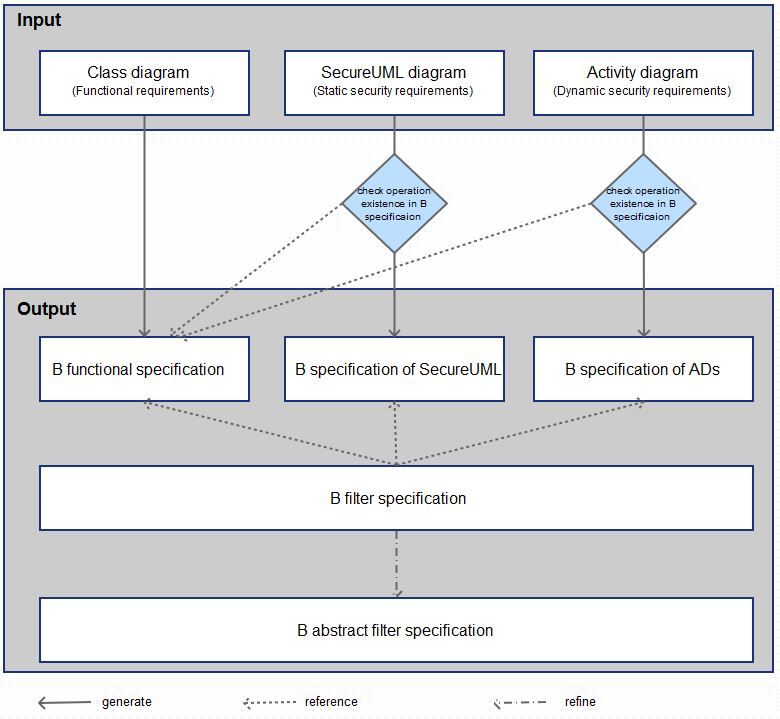 Input
Class diagram
(Functional requirements)
SecureUML diagram
(Static security requirements)
Activity diagram
(Dynamic security requirements)
check operation
existence in B
specificaion
check operation
existence in B
specificaion
Output
B functional specification
B specification of SecureUML
B specification of ADs
B filter specification
B abstract filter specification
generate
reference
refine